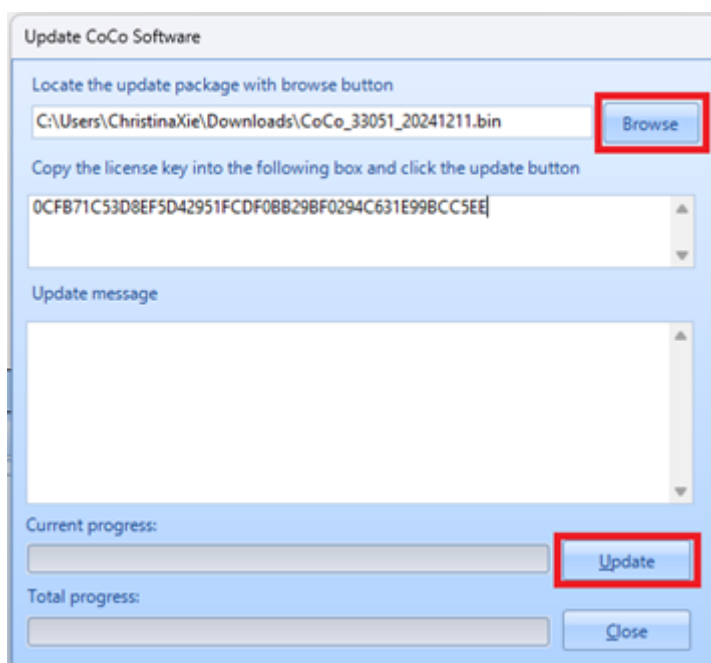 Update CoCo Software
Locate the update package with browse button
C:\Users\ChristinaXie\Downloads\CoCo_33051_20241211.bin
Browse
Copy the license key into the following box and click the update button
0CFB71C53D8EF5D42951FCDF0BB29BF0294C631E99BCC5EE
Update message
Current progress:
Update
Total progress:
Close